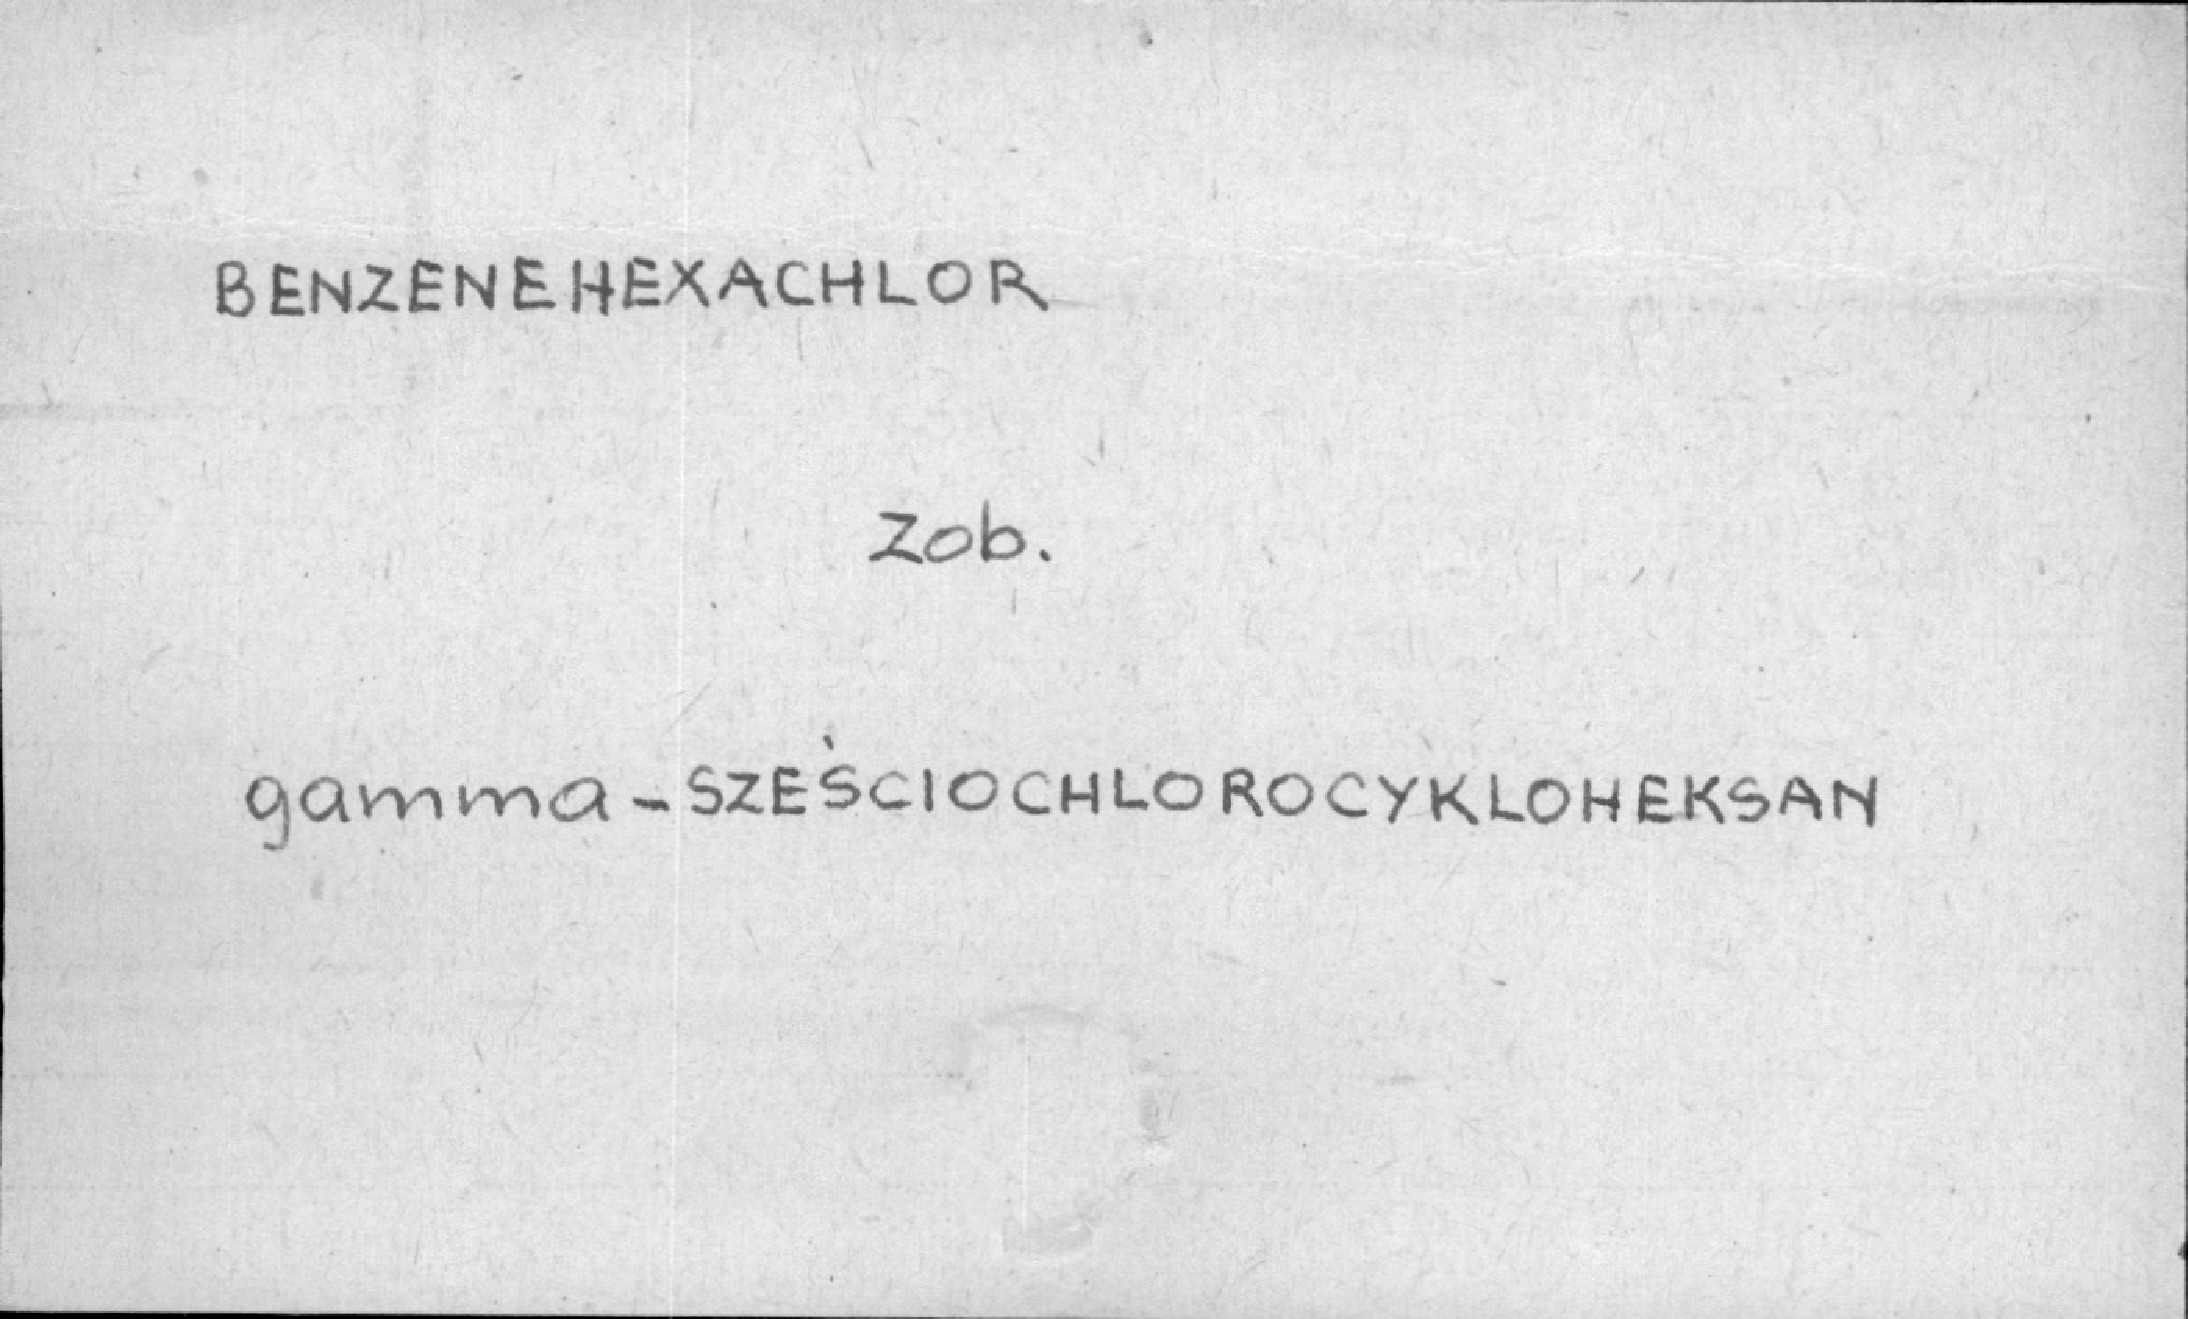 BENZENEHEXACHLOR
zob.
gamma-SZEŚCIOCHLOROCYKLOHEKSAN